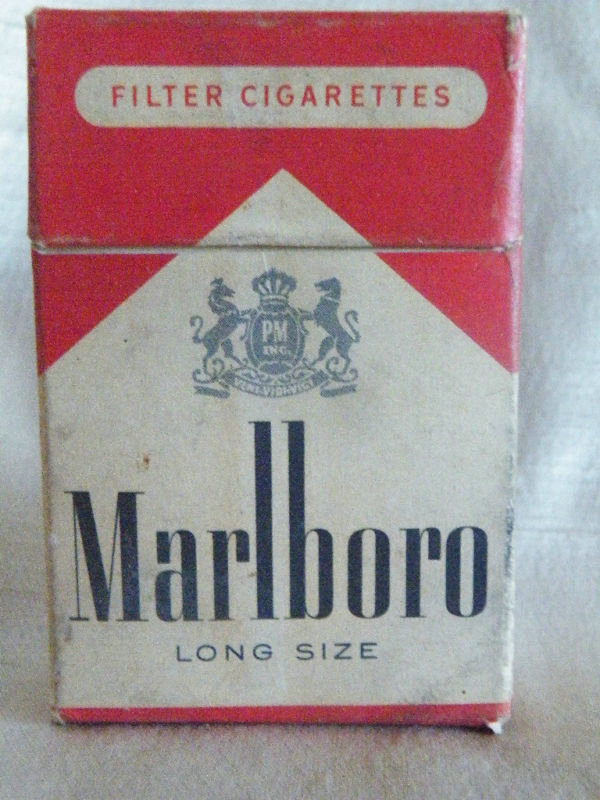 FILTER CIGARETTES
PM
INC.
Marlboro
LONG SIZE